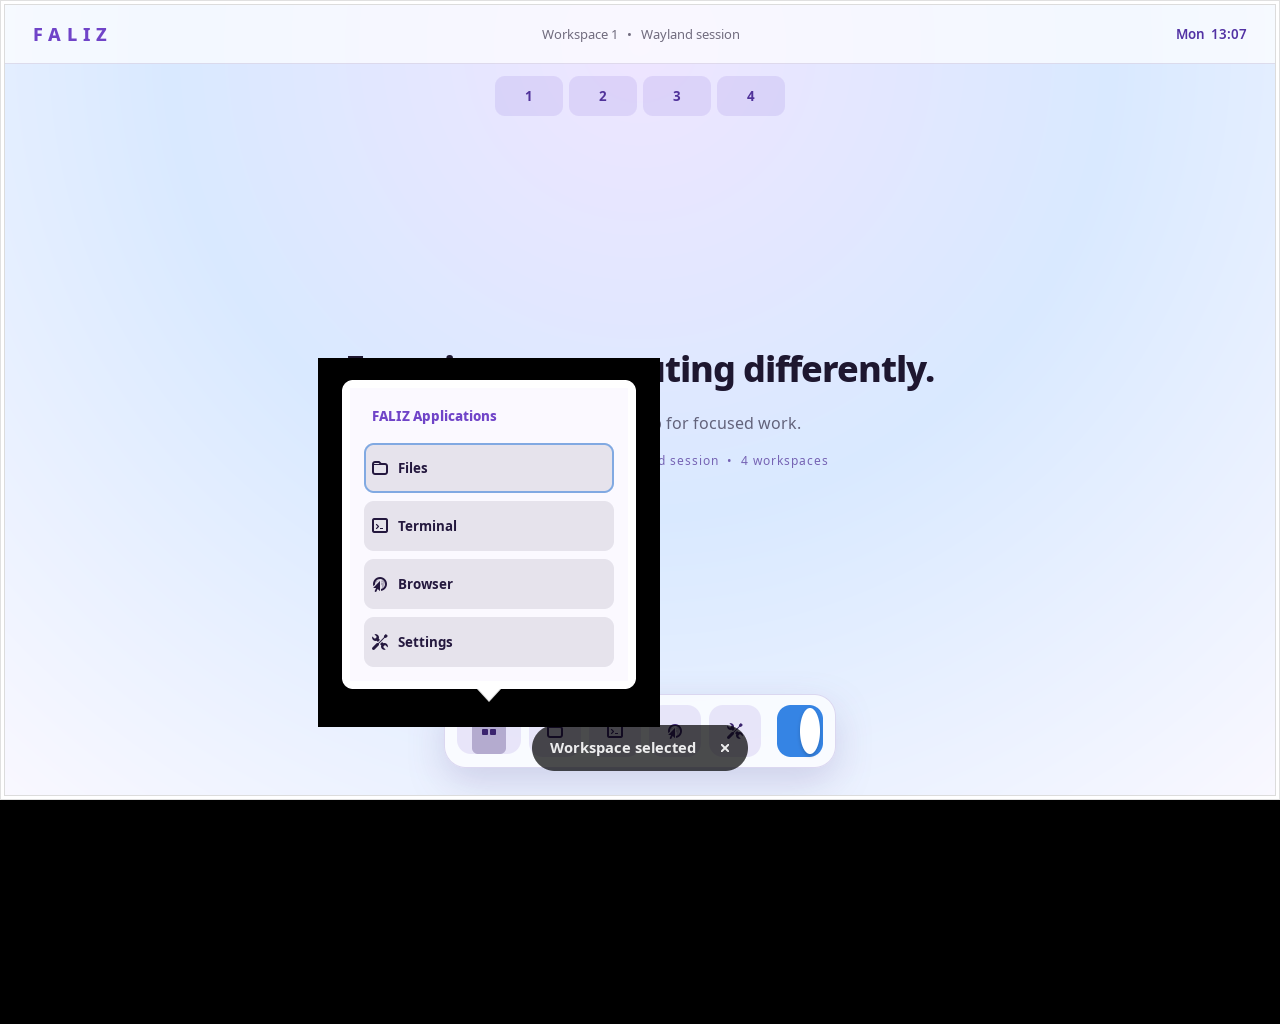 FALIZ
Workspace 1 • Wayland session
Mon 13:07
1 2 3 4
differently.
for focused work.
session • 4 workspaces
FALIZ Applications
Files
Terminal
Browser
Settings
Workspace selected ×